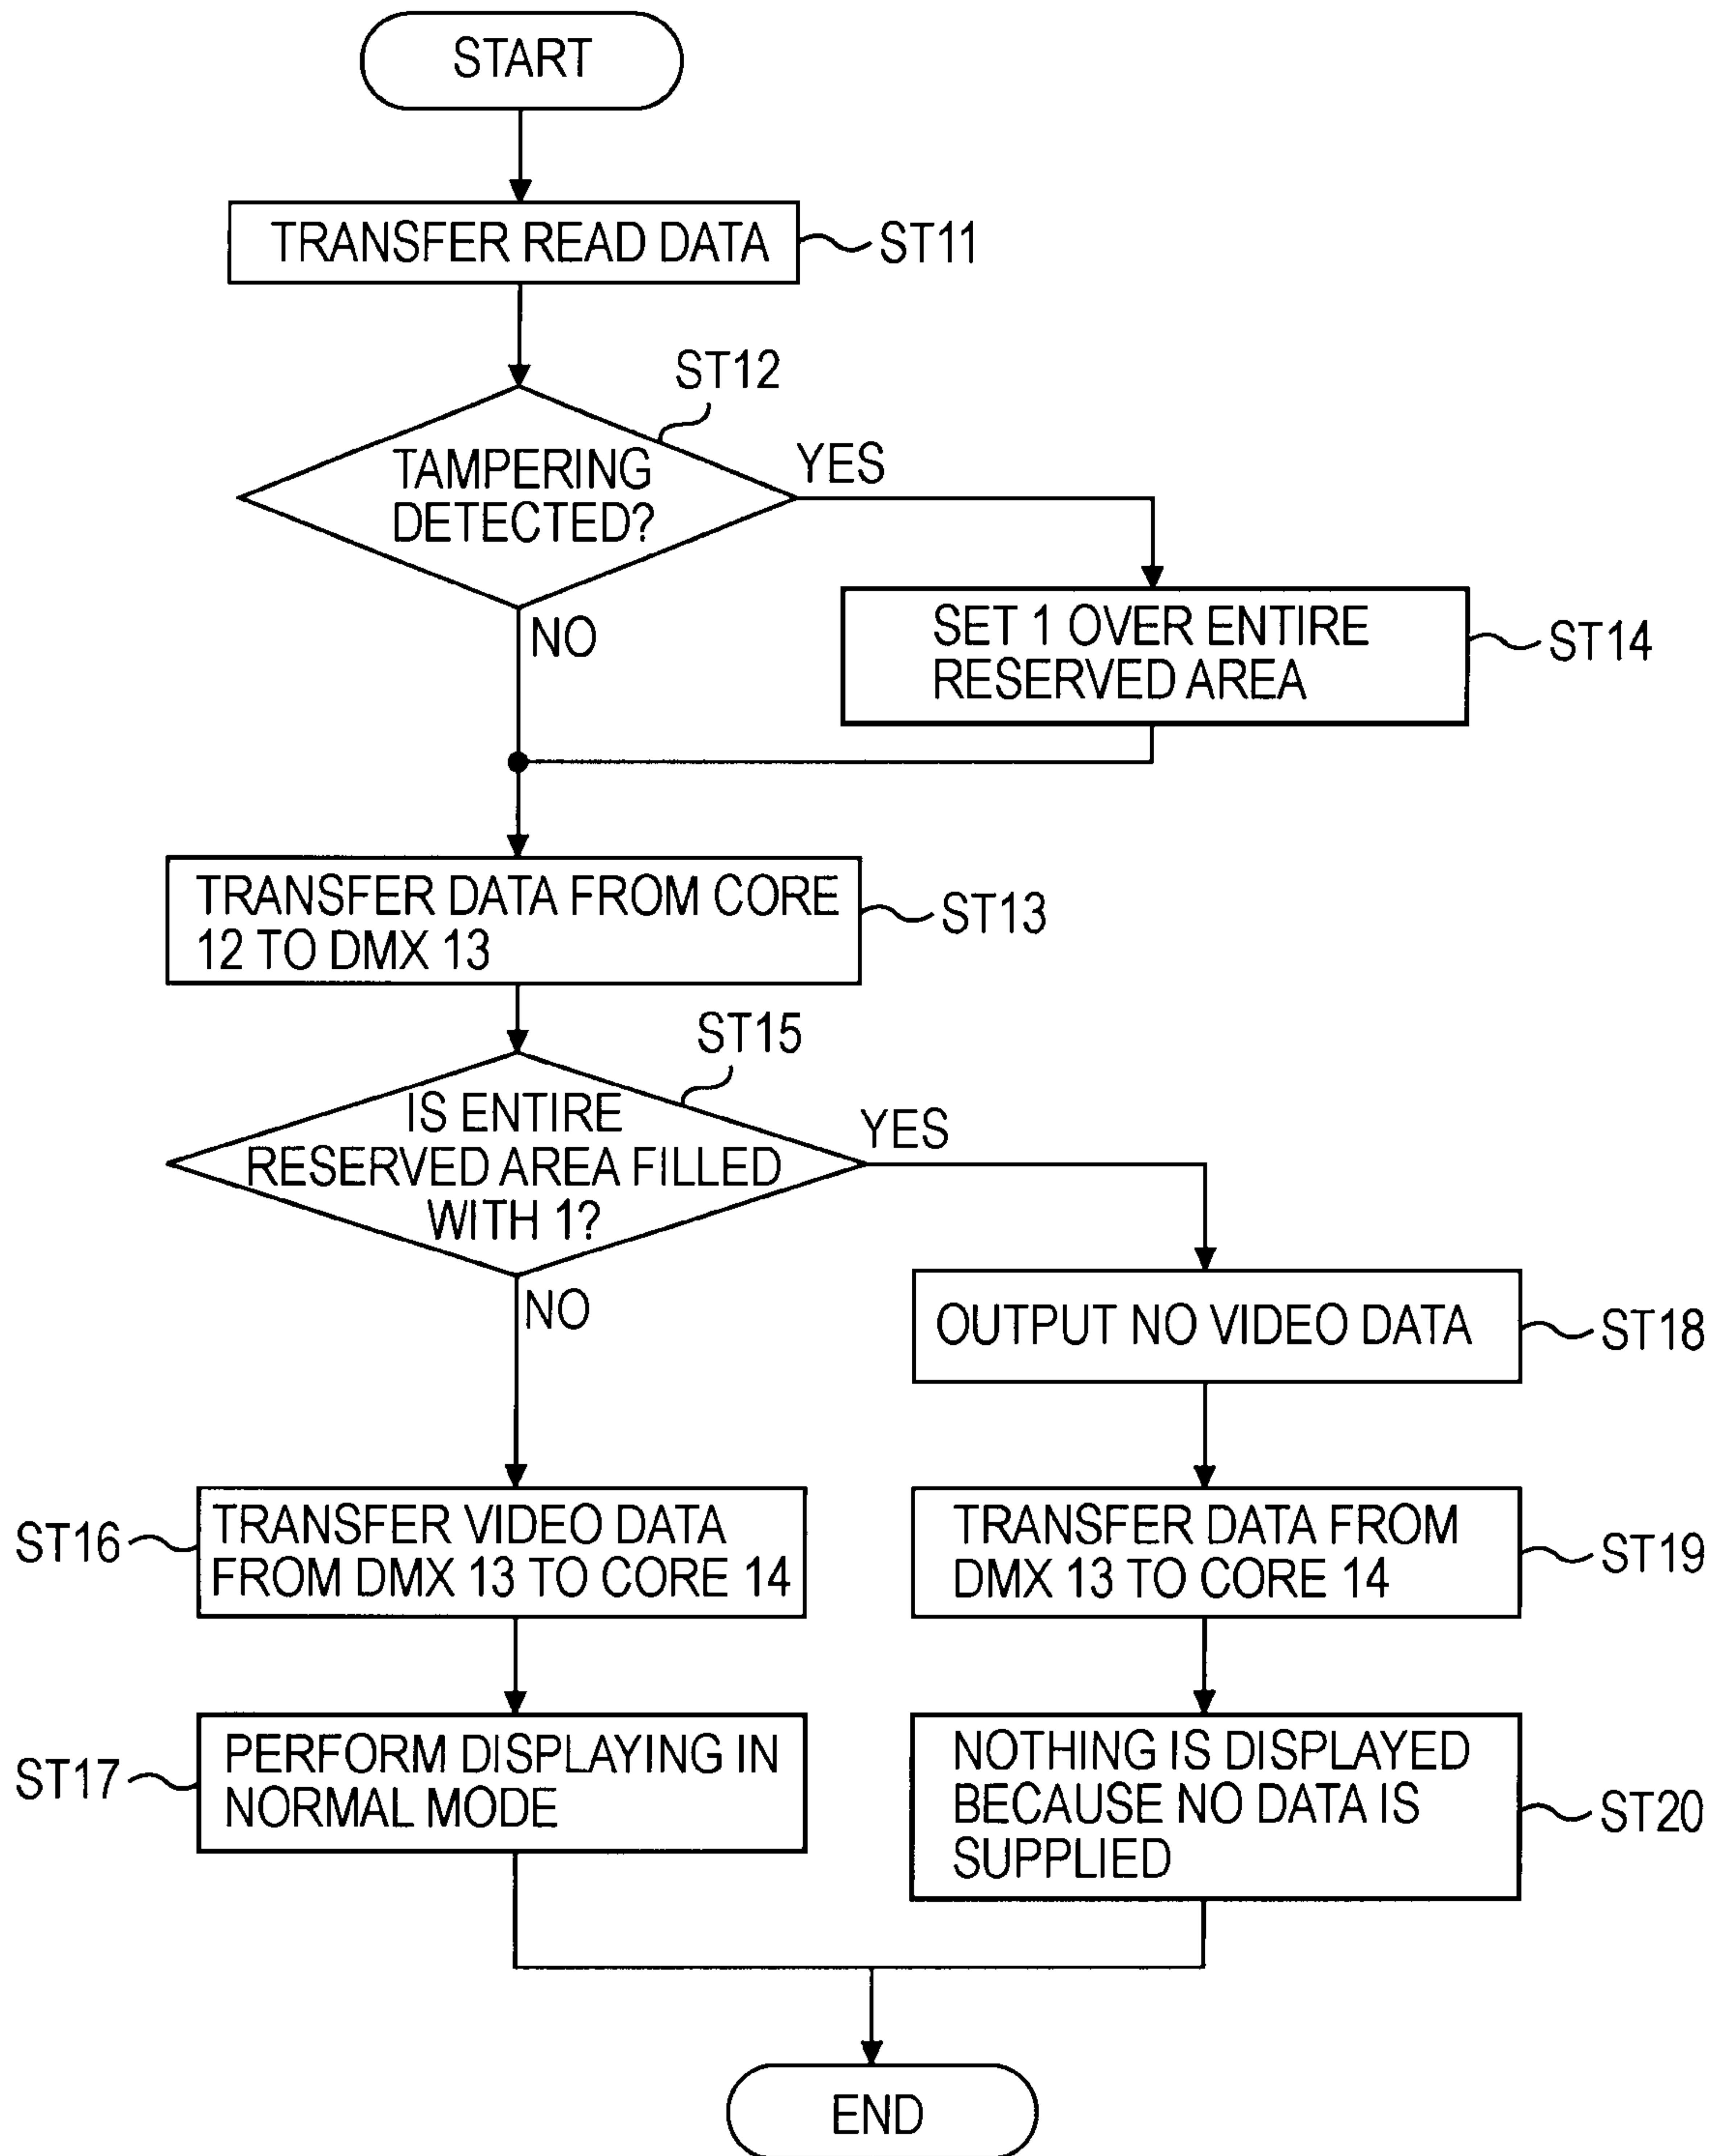 START
TRANSFER READ DATA
ST11
ST12
TAMPERING
DETECTED?
YES
NO
SET 1 OVER ENTIRE
RESERVED AREA
ST14
TRANSFER DATA FROM CORE
12 TO DMX 13
ST13
ST15
IS ENTIRE
RESERVED AREA FILLED
WITH 1?
YES
NO
OUTPUT NO VIDEO DATA
ST18
ST16
TRANSFER VIDEO DATA
FROM DMX 13 TO CORE 14
TRANSFER DATA FROM
DMX 13 TO CORE 14
ST19
ST17
PERFORM DISPLAYING IN
NORMAL MODE
NOTHING IS DISPLAYED
BECAUSE NO DATA IS
SUPPLIED
ST20
END